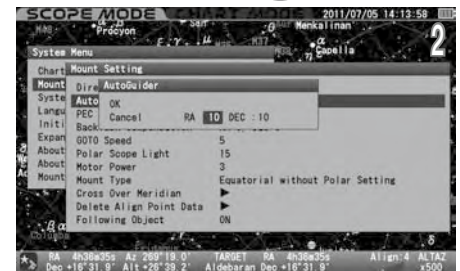 SCOPE MODE
2011/07/05 14:13:58
2
Procyon
Menkalinan
Capella
System Menu
Chart
Mount
Syste
Langu
Initi
Expan
About
About
Mount
Mount Setting
Dire
Auto
PEC
AutoGuider
OK
Cancel RA 10 DEC :10
GOTO Speed 5
Polar Scope Light 15
Motor Power 3
Mount Type Equatorial without Polar Setting
Cross Over Meridian ▶
Delete Align Point Data ▶
Following Object ON
RA 4h36m35s Az 269°19.0' TARGET RA 4h36m35s Align:4 ALTAZ
Dec +16°31.9' Alt +26°39.2' Aldebaran Dec +16°31.9' x500